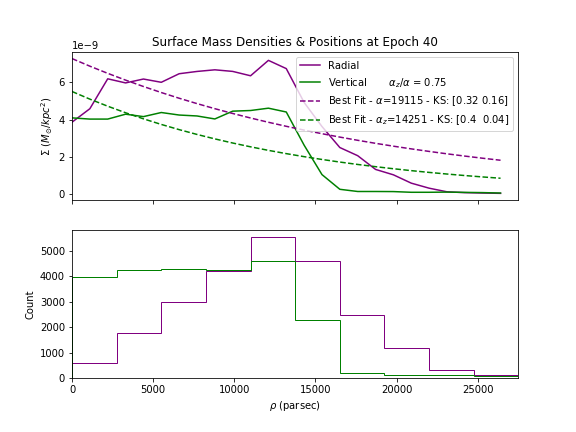 Surface Mass Densities & Positions at Epoch 40
1e−9
6
4
2
0
Σ (M⊙/kpc²)
Radial
Vertical αz/α = 0.75
Best Fit - α=19115 - KS: [0.32 0.16]
Best Fit - αz=14251 - KS: [0.4 0.04]
5000
4000
3000
2000
1000
0
Count
0 5000 10000 15000 20000 25000
ρ (parsec)